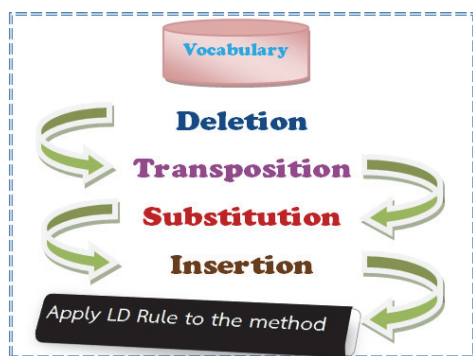 Vocabulary
Deletion
Transposition
Substitution
Insertion
Apply LD Rule to the method